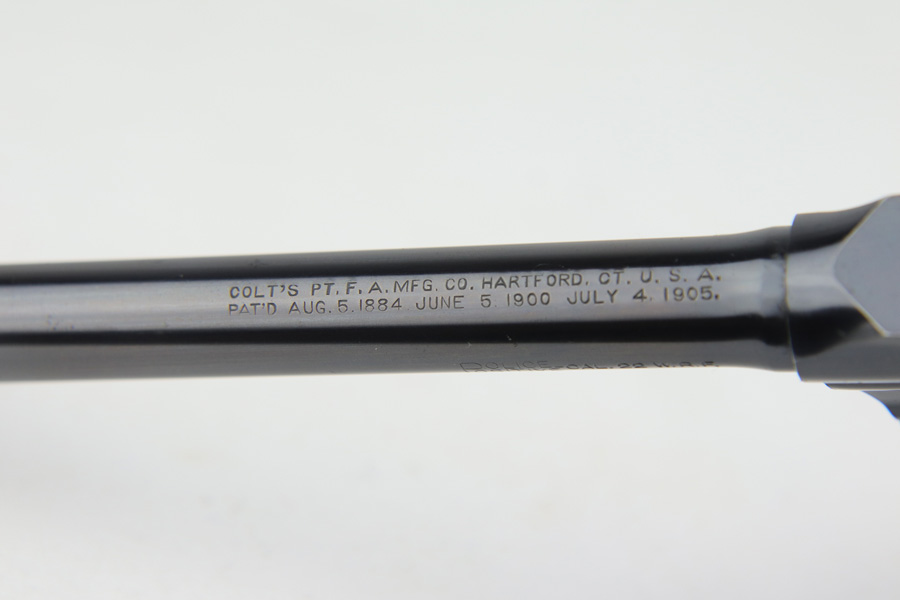 COLT'S PT. F. A. MFG. CO. HARTFORD, CT. U. S. A.
PAT'D AUG. 5. 1884 JUNE 5. 1900 JULY 4. 1905.